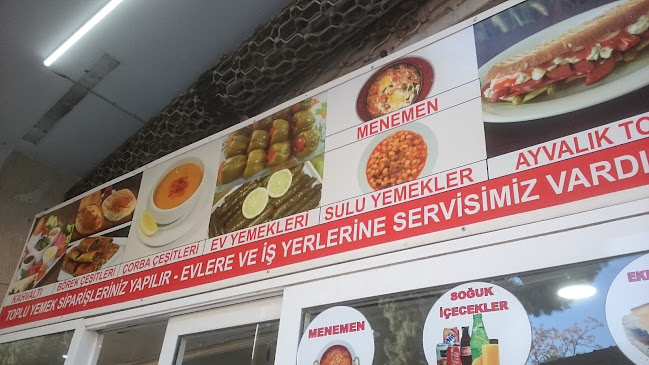 KAHVALTI
BÖREK ÇEŞİTLERİ
ÇORBA ÇEŞİTLERİ
EV YEMEKLERİ
MENEMEN
SULU YEMEKLER
AYVALIK TO
TOPLU YEMEK SİPARİŞLERİNİZ YAPILIR - EVLERE VE İŞ YERLERİNE SERVİSİMİZ VARDI
MENEMEN
SOĞUK
İÇECEKLER
EK